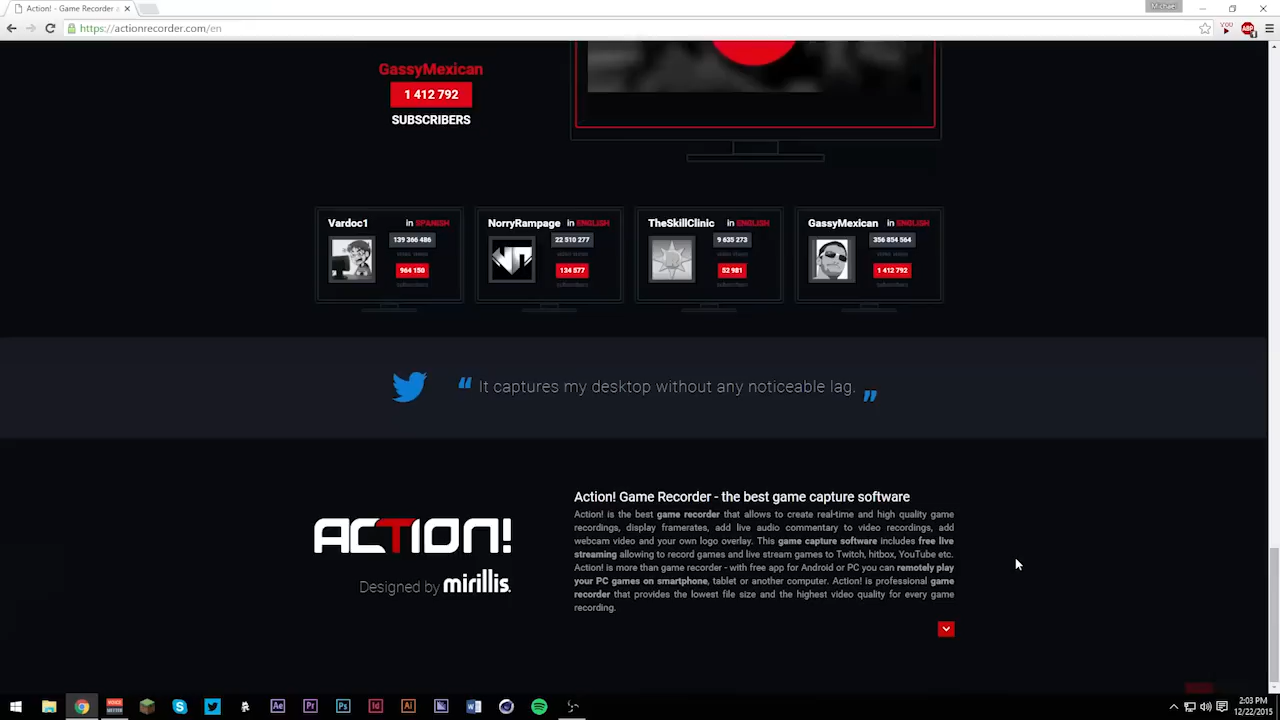 Action! - Game Recorder
Michael
https://actionrecorder.com/en
GassyMexican
1 412 792
SUBSCRIBERS
Vardoc1 in SPANISH
139 366 486
964 150
NorryRampage in ENGLISH
22 510 277
134 577
TheSkillClinic in ENGLISH
9 635 273
52 981
GassyMexican in ENGLISH
356 854 564
1 412 792
“ It captures my desktop without any noticeable lag. ”
ACTION!
Designed by mirillis.
Action! Game Recorder - the best game capture software
Action! is the best game recorder that allows to create real-time and high quality game
recordings, display framerates, add live audio commentary to video recordings, add
webcam video and your own logo overlay. This game capture software includes free live
streaming allowing to record games and live stream games to Twitch, hitbox, YouTube etc.
Action! is more than game recorder - with free app for Android or PC you can remotely play
your PC games on smartphone, tablet or another computer. Action! is professional game
recorder that provides the lowest file size and the highest video quality for every game
recording.
VOICE
Ae Pr Ps Id Ai
2:03 PM
12/22/2015